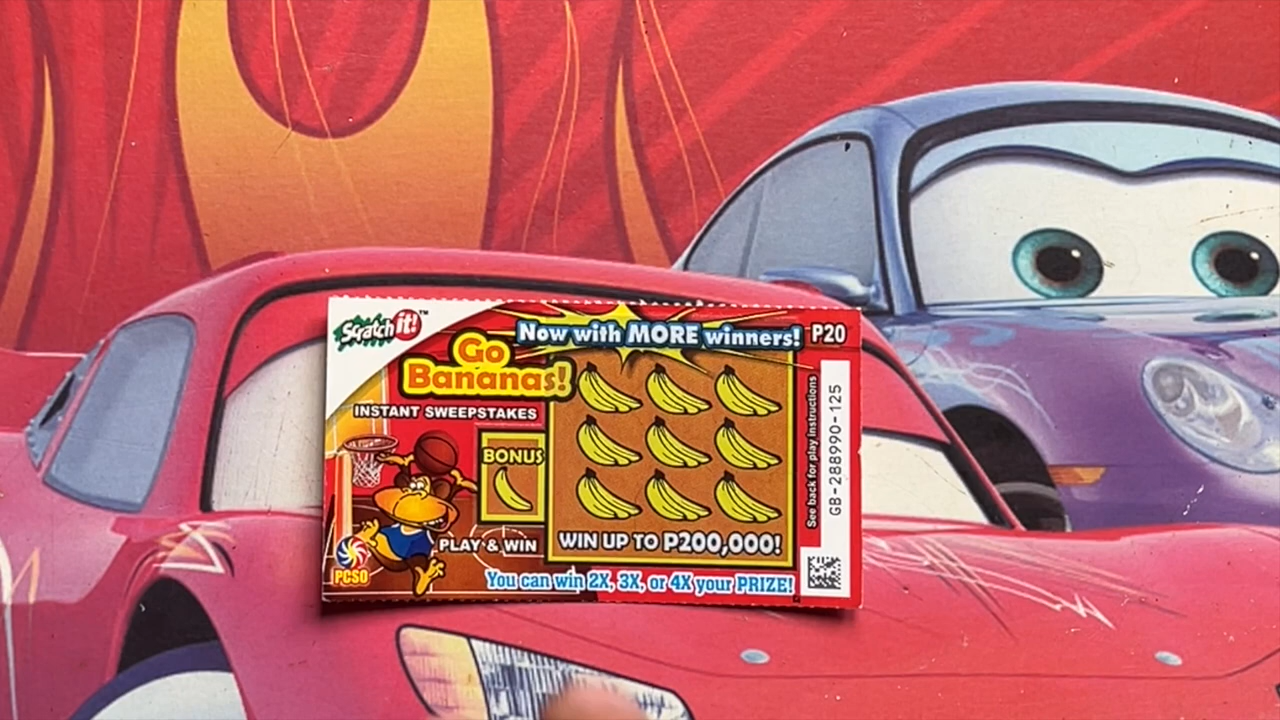 Scratch it!™
Now with MORE winners!
P20
Go
Bananas!
INSTANT SWEEPSTAKES
BONUS
PLAY & WIN
WIN UP TO P200,000!
PCSO
You can win 2X, 3X, or 4X your PRIZE!
See back for play instructions
GB-288990-125